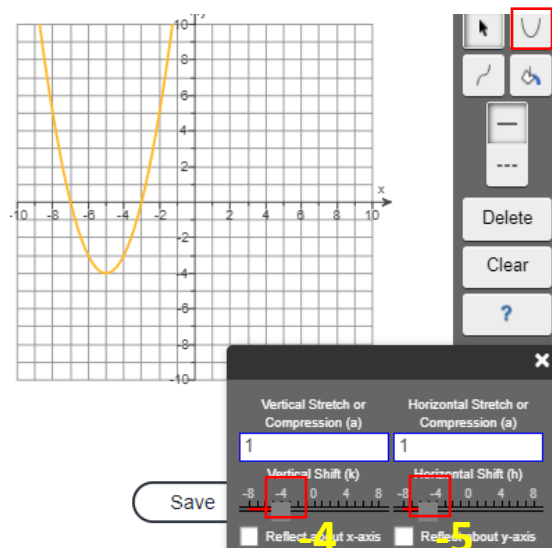 y
10
8
6
4
2
x
-10 -8 -6 -4 -2 2 4 6 8 10
-2
-4
-8
-10
Delete
Clear
?
×
Vertical Stretch or Compression (a)
Horizontal Stretch or Compression (a)
1
1
Vertical Shift (k)
Horizontal Shift (h)
-8 -4 0 4 8
-8 -4 0 4 8
Save
Reflect about x-axis
Reflect about y-axis
-4
-5